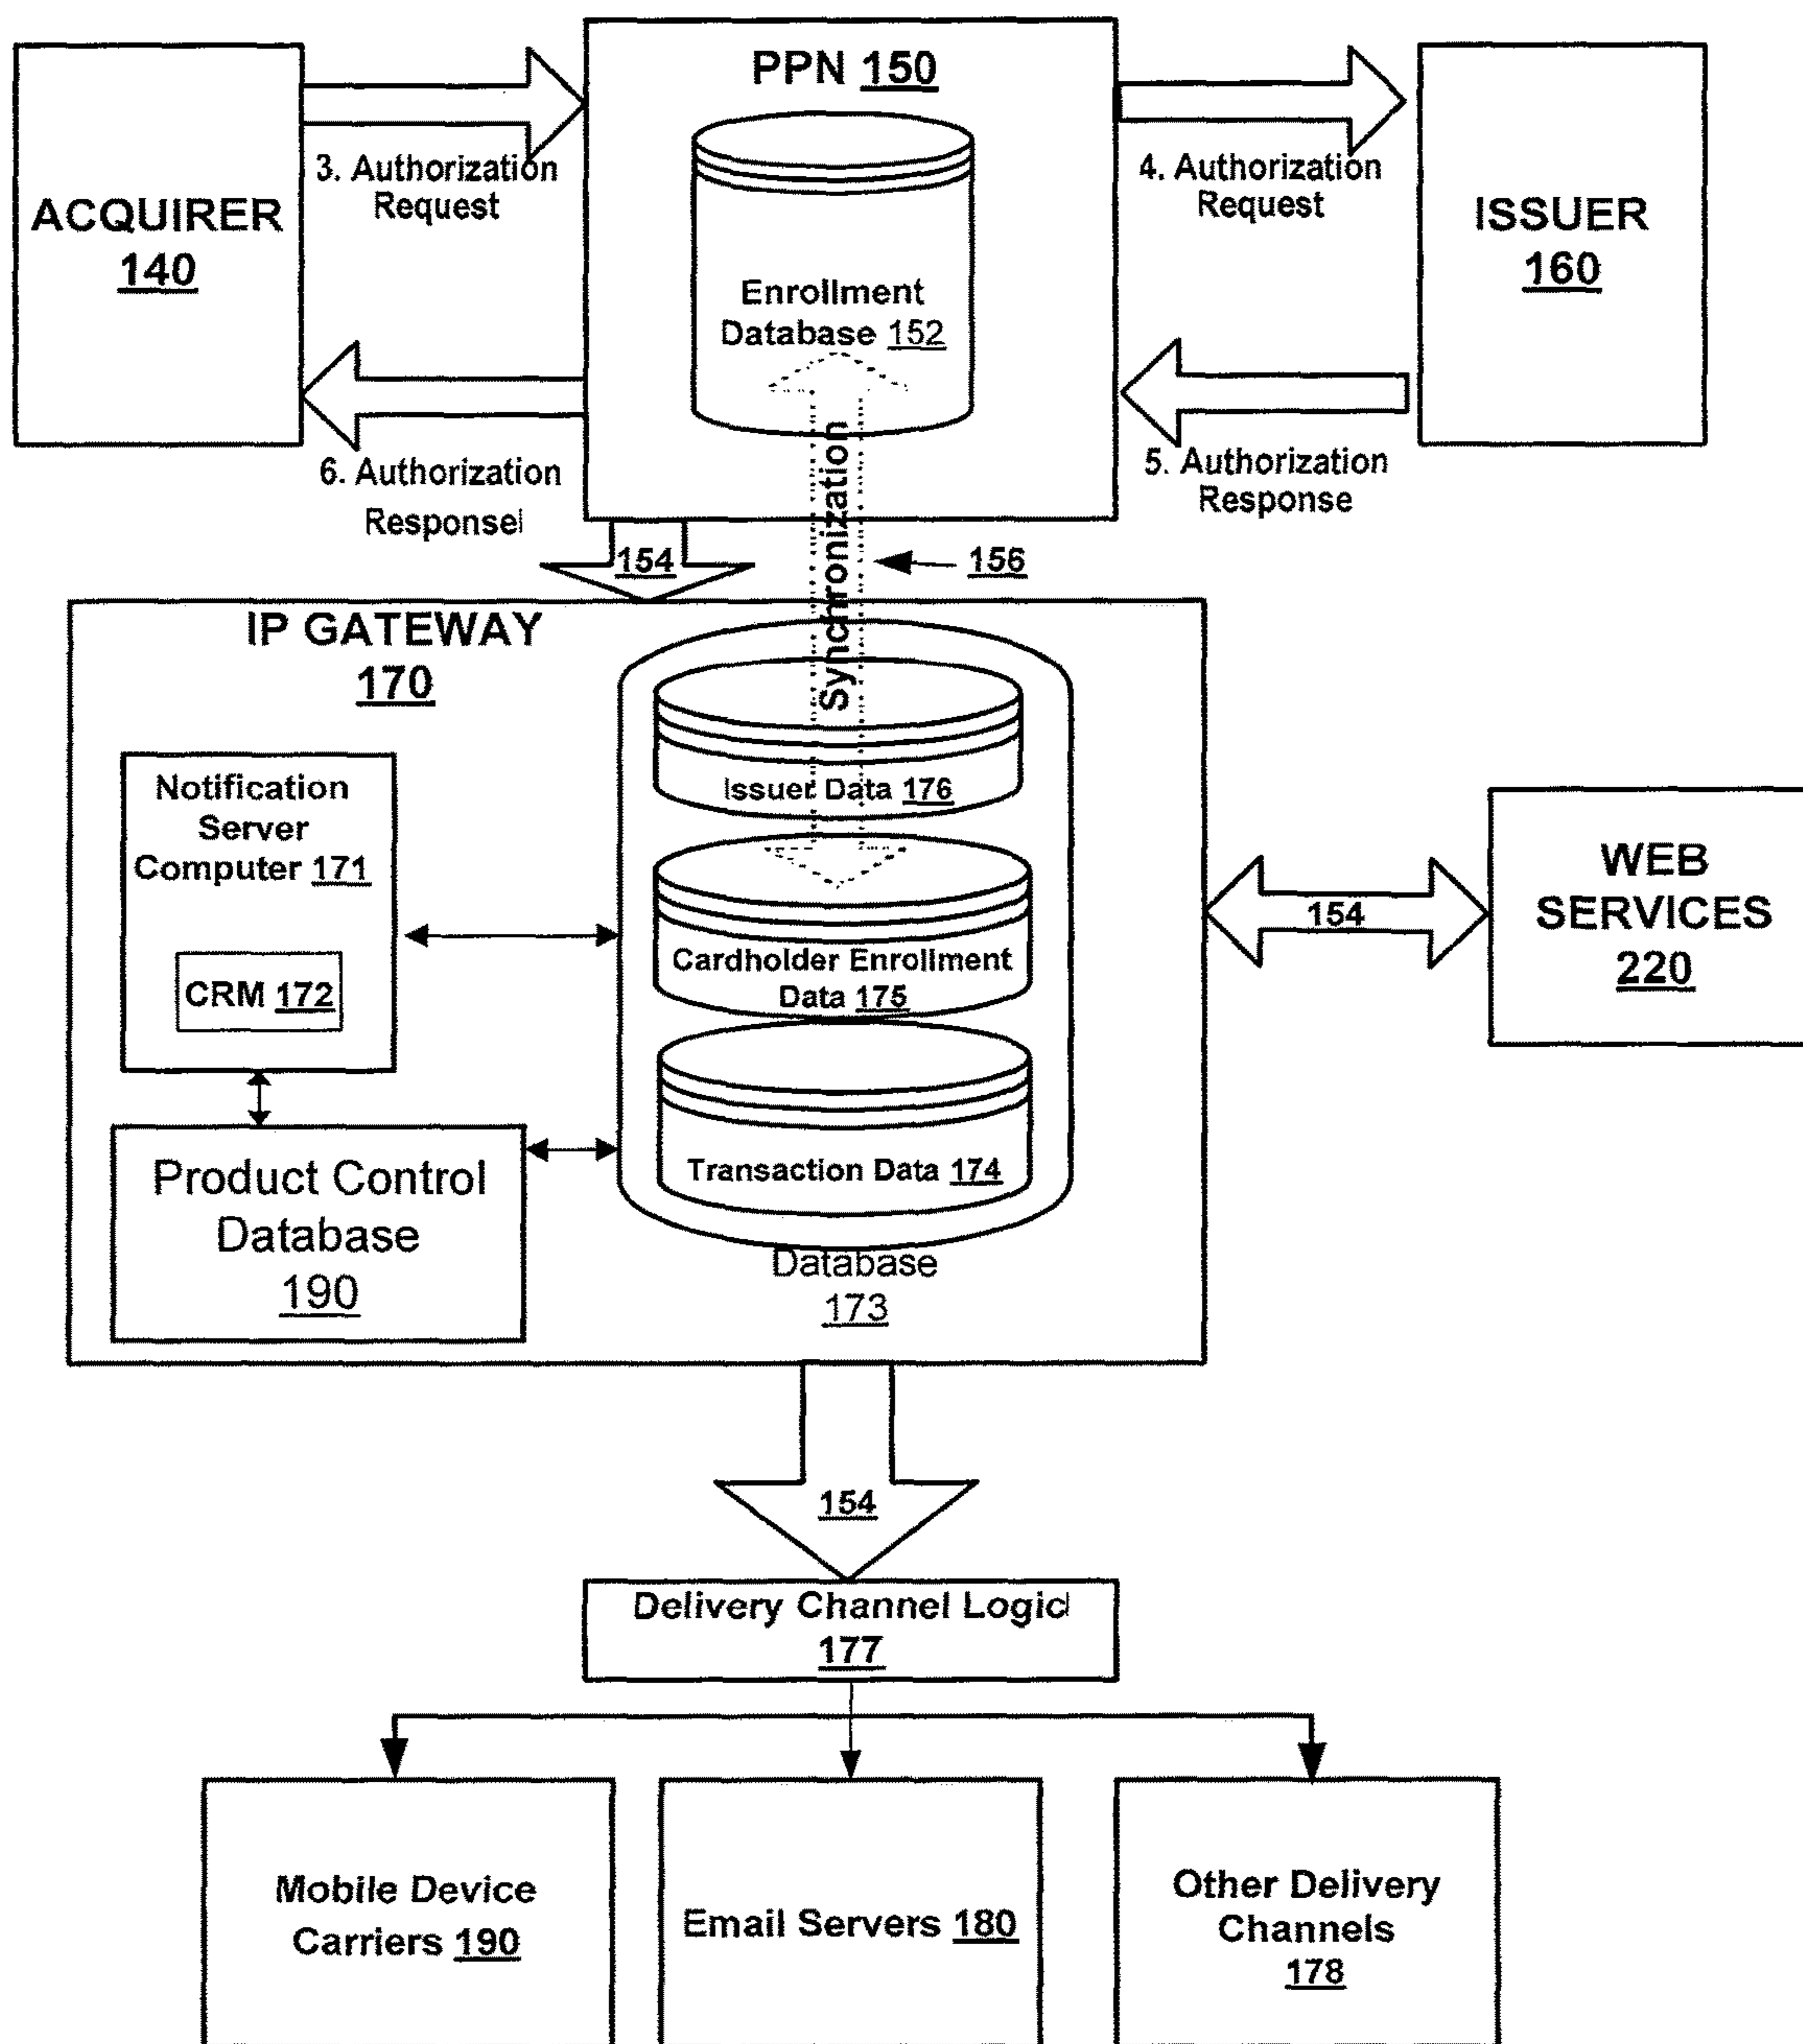 PPN 150
ACQUIRER
140
3. Authorization
Request
Enrollment
Database 152
4. Authorization
Request
ISSUER
160
6. Authorization
Response
5. Authorization
Response
154
Synchronization
156
IP GATEWAY
170
Notification
Server
Computer 171
CRM 172
Issuer Data 176
Cardholder Enrollment
Data 175
Transaction Data 174
Database
173
Product Control
Database
190
154
WEB
SERVICES
220
154
Delivery Channel Logic
177
Mobile Device
Carriers 190
Email Servers 180
Other Delivery
Channels
178